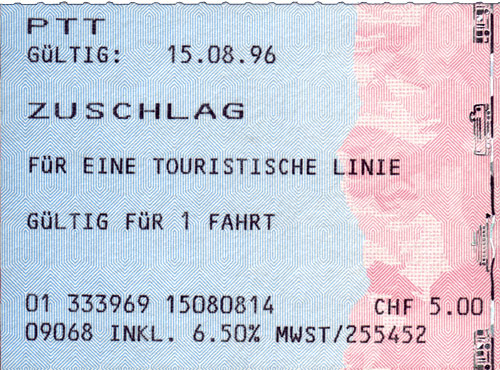 PTT
GÜLTIG: 15.08.96
ZUSCHLAG
FÜR EINE TOURISTISCHE LINIE
GÜLTIG FÜR 1 FAHRT
01 333969 15080814 CHF 5.00
09068 INKL. 6.50% MWST/255452